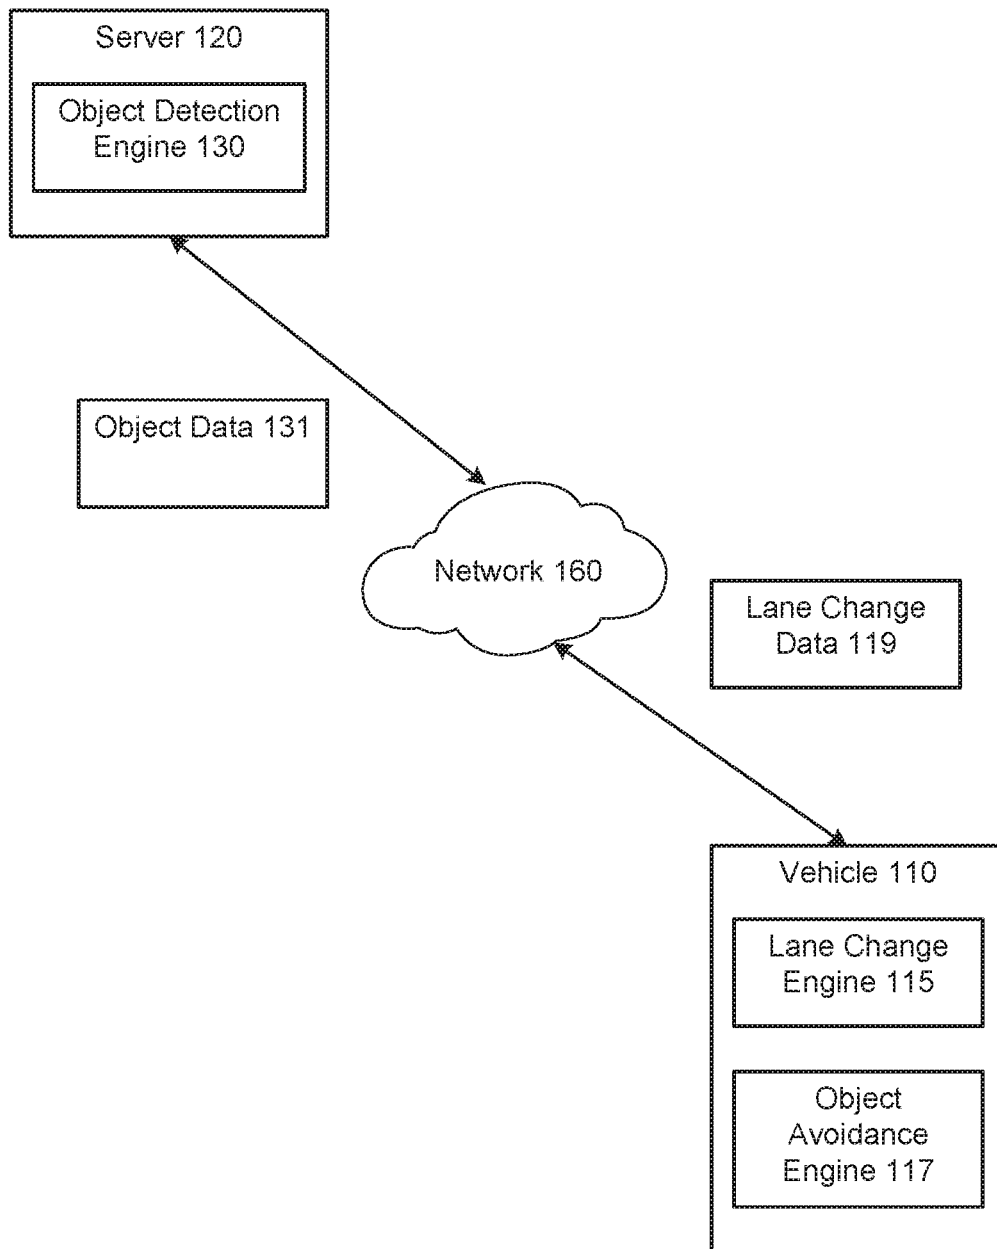 Server 120
Object Detection
Engine 130
Object Data 131
Network 160
Lane Change
Data 119
Vehicle 110
Lane Change
Engine 115
Object
Avoidance
Engine 117